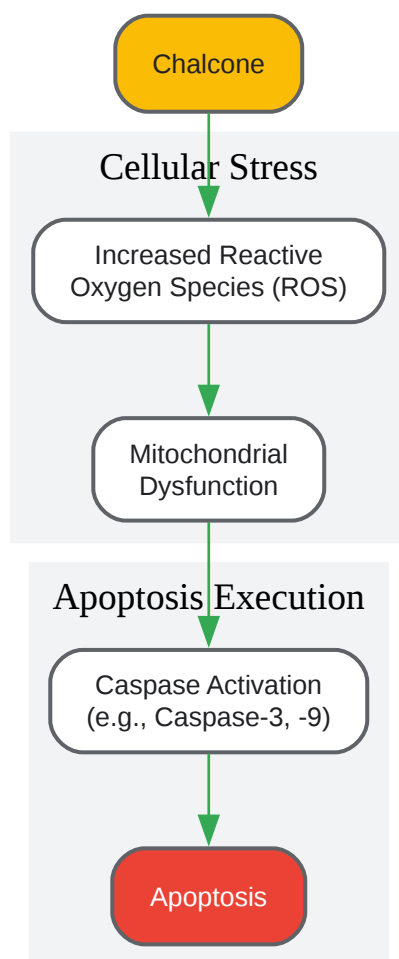 Chalcone
Cellular Stress
Increased Reactive
Oxygen Species (ROS)
Mitochondrial
Dysfunction
Apoptosis Execution
Caspase Activation
(e.g., Caspase-3, -9)
Apoptosis